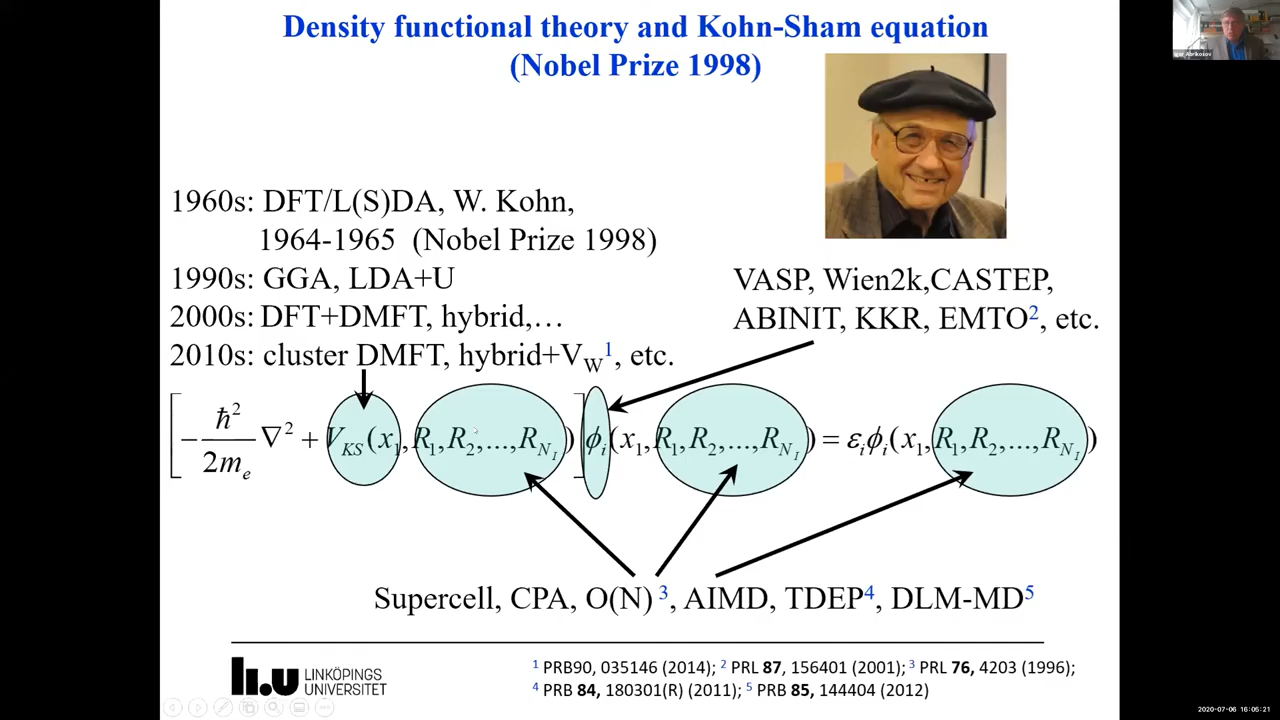 Density functional theory and Kohn-Sham equation
(Nobel Prize 1998)
Igor Abrikosov
1960s: DFT/L(S)DA, W. Kohn,
1964-1965 (Nobel Prize 1998)
1990s: GGA, LDA+U
2000s: DFT+DMFT, hybrid,…
2010s: cluster DMFT, hybrid+V_W¹, etc.
VASP, Wien2k,CASTEP,
ABINIT, KKR, EMTO², etc.
[−ħ²/2mₑ ∇² + V_KS(x₁,R₁,R₂,...,R_{N_I})]ϕᵢ(x₁,R₁,R₂,...,R_{N_I}) = εᵢϕᵢ(x₁,R₁,R₂,...,R_{N_I})
Supercell, CPA, O(N) ³, AIMD, TDEP⁴, DLM-MD⁵
LiU LINKÖPINGS
UNIVERSITET
¹ PRB90, 035146 (2014); ² PRL 87, 156401 (2001); ³ PRL 76, 4203 (1996);
⁴ PRB 84, 180301(R) (2011); ⁵ PRB 85, 144404 (2012)
2020-07-06 16:05:21